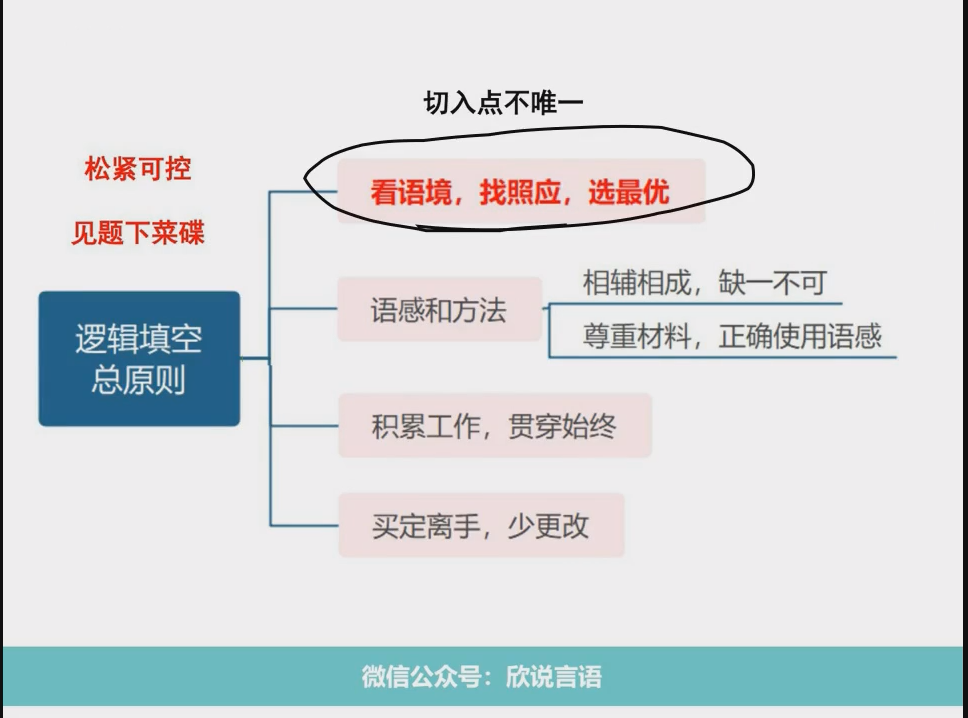 切入点不唯一
松紧可控
看语境，找照应，选最优
见题下菜碟
逻辑填空
总原则
语感和方法
相辅相成，缺一不可
尊重材料，正确使用语感
积累工作，贯穿始终
买定离手，少更改
微信公众号：欣说言语